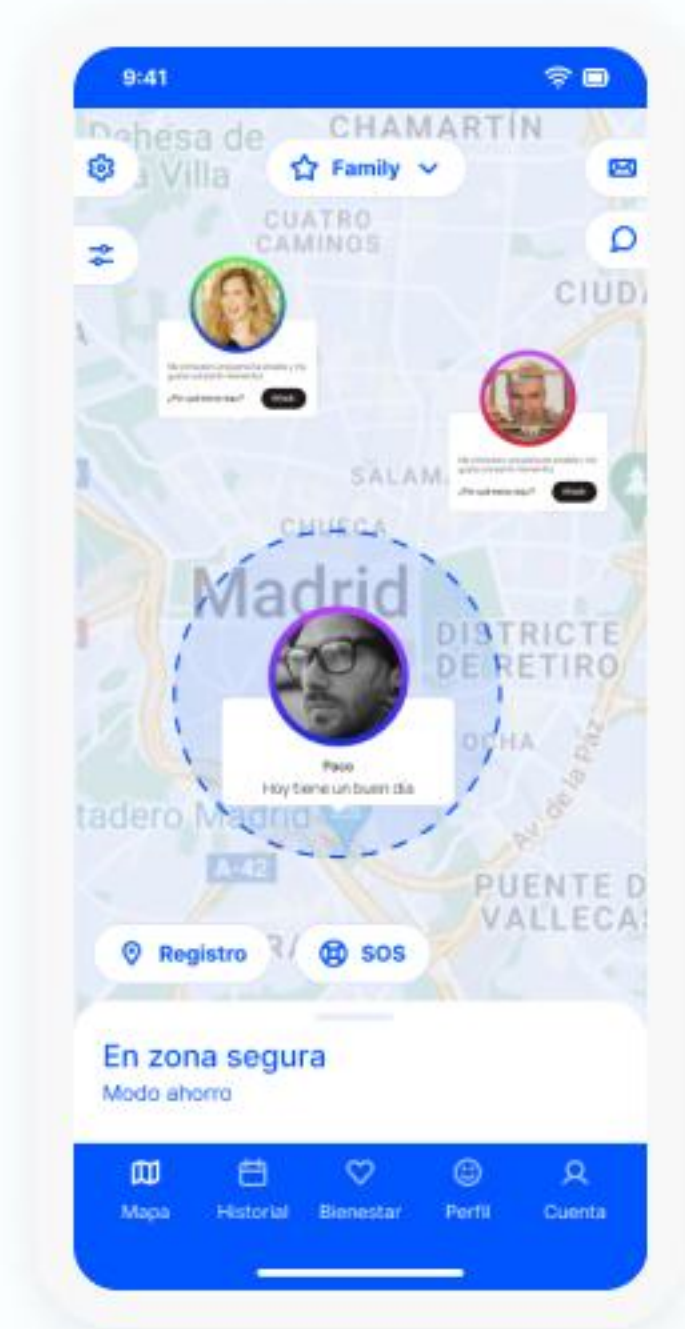 9:41
Dehesa de
la Villa
CHAMARTÍN
Family
CUATRO
CAMINOS
CIUD
SALAM
CHUECA
Madrid
DISTRICTE
DE RETIRO
OCHA
Paco
Hoy tiene un buen día
tadero Madrid
Av. de la Paz
A-42
PUENTE D
VALLECA
Registro
SOS
En zona segura
Modo ahorro
Mapa
Historial
Bienestar
Perfil
Cuenta